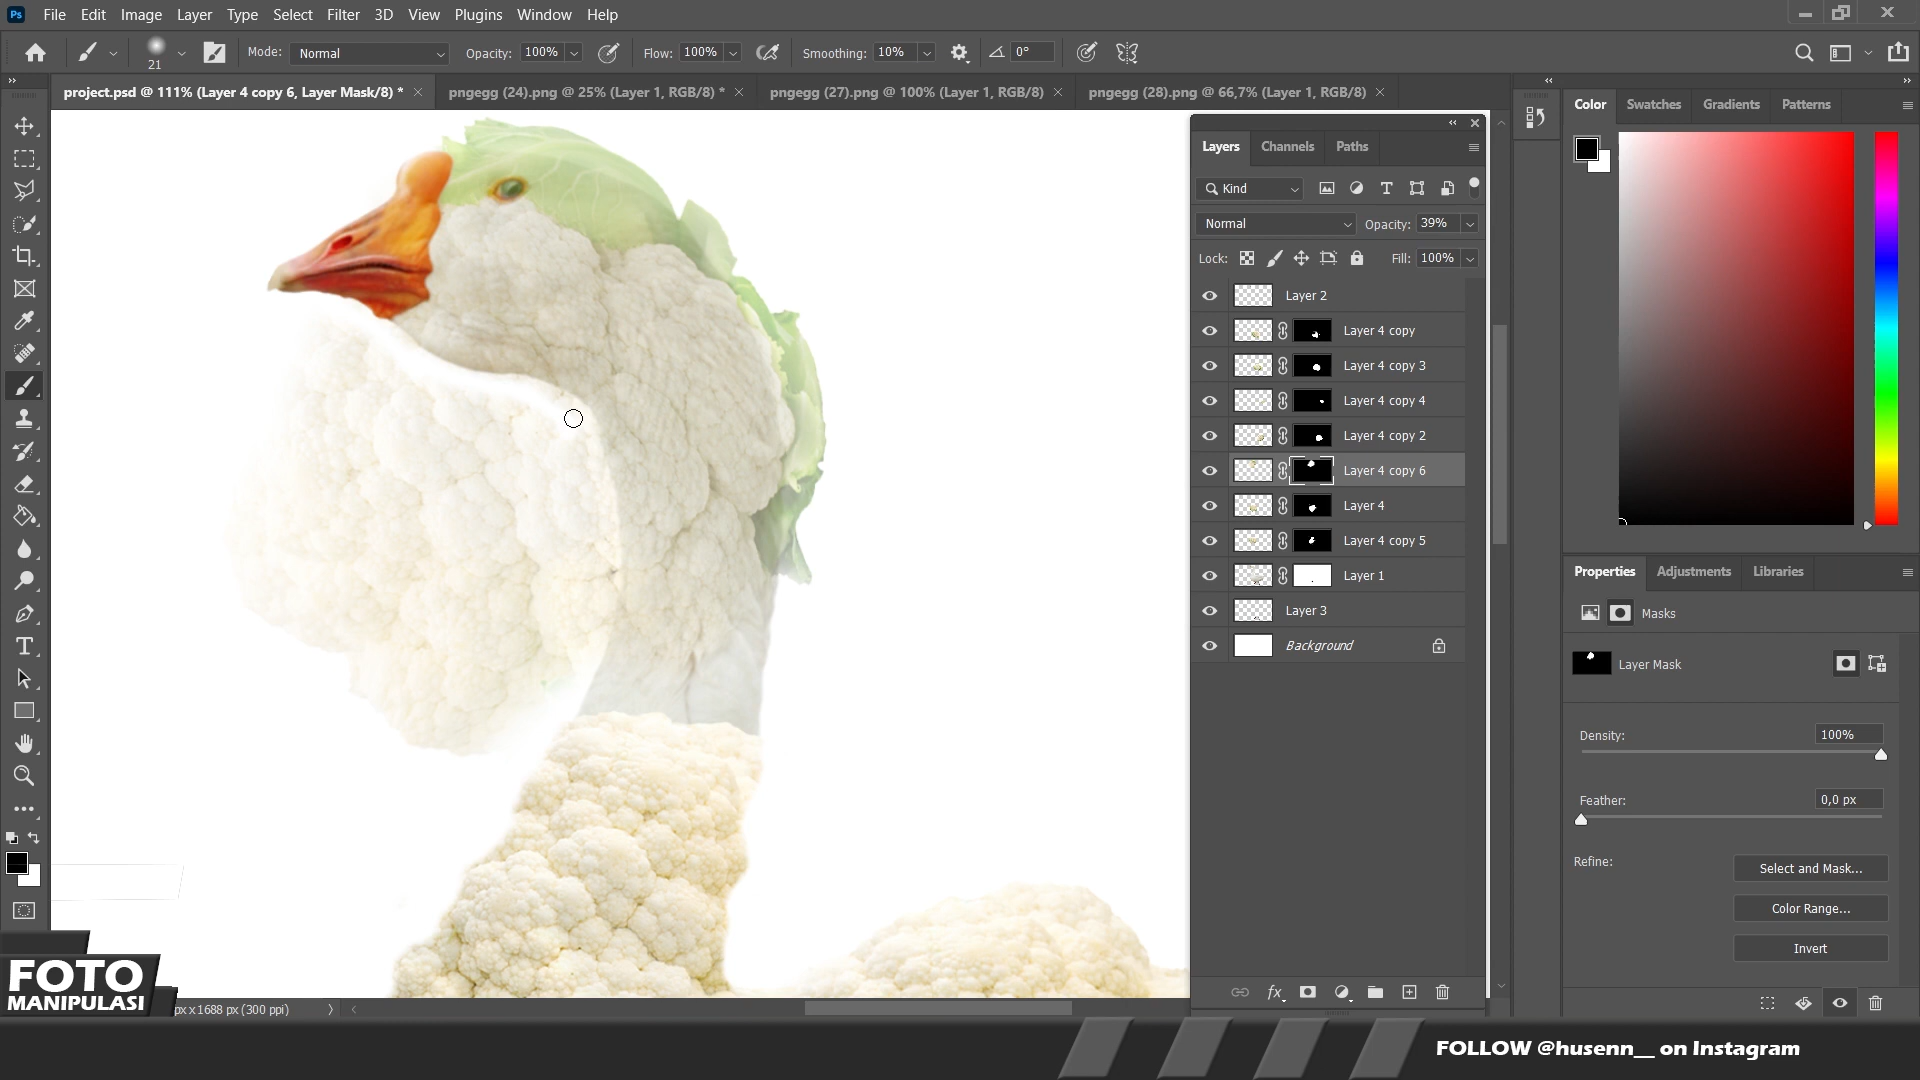 Ps File Edit Image Layer Type Select Filter 3D View Plugins Window Help
21 Mode: Normal Opacity: 100% Flow: 100% Smoothing: 10% 0°
project.psd @ 111% (Layer 4 copy 6, Layer Mask/8) * pngegg (24).png @ 25% (Layer 1, RGB/8) * pngegg (27).png @ 100% (Layer 1, RGB/8) pngegg (28).png @ 66,7% (Layer 1, RGB/8)
Layers Channels Paths
Kind
Normal Opacity: 39%
Lock: Fill: 100%
Layer 2
Layer 4 copy
Layer 4 copy 3
Layer 4 copy 4
Layer 4 copy 2
Layer 4 copy 6
Layer 4
Layer 4 copy 5
Layer 1
Layer 3
Background
fx
Color Swatches Gradients Patterns
Properties Adjustments Libraries
Masks
Layer Mask
Density: 100%
Feather: 0,0 px
Refine: Select and Mask...
Color Range...
Invert
px x 1688 px (300 ppi)
FOTO
MANIPULASI
FOLLOW @husenn__ on Instagram